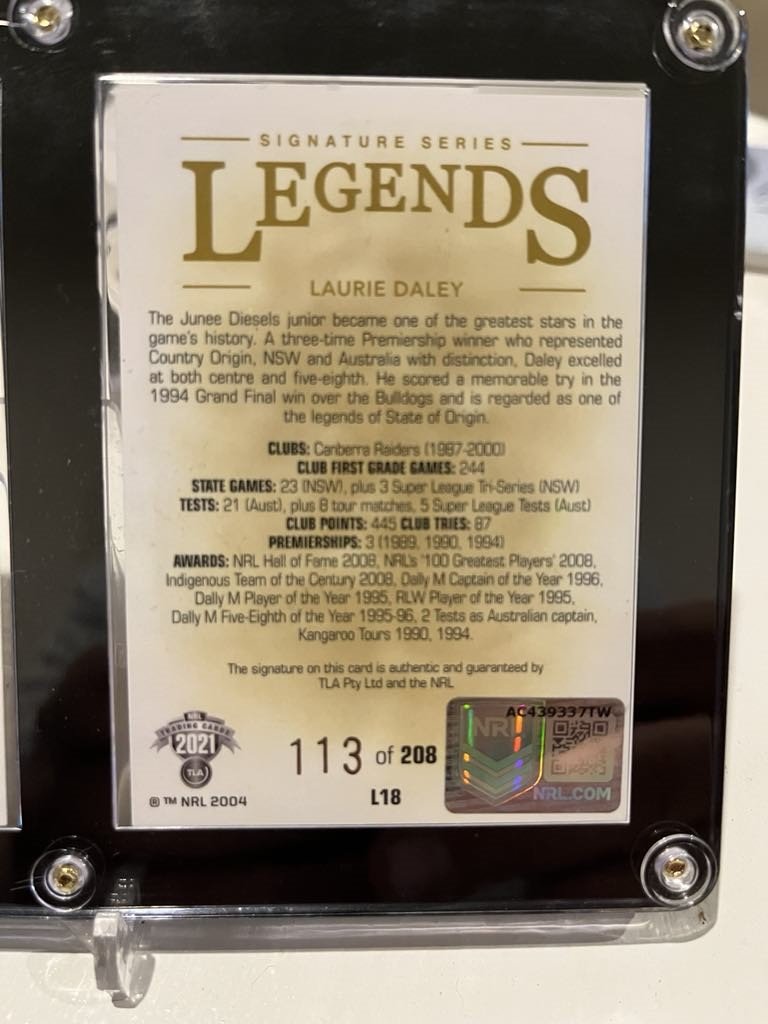 SIGNATURE SERIES
LEGENDS
LAURIE DALEY
The Junee Diesels junior became one of the greatest stars in the
game's history. A three-time Premiership winner who represented
Country Origin, NSW and Australia with distinction, Daley excelled
at both centre and five-eighth. He scored a memorable try in the
1994 Grand Final win over the Bulldogs and is regarded as one of
the legends of State of Origin.
CLUBS: Canberra Raiders (1987-2000)
CLUB FIRST GRADE GAMES: 244
STATE GAMES: 23 (NSW), plus 3 Super League Tri-Series (NSW)
TESTS: 21 (Aust), plus 8 tour matches, 5 Super League Tests (Aust)
CLUB POINTS: 445 CLUB TRIES: 87
PREMIERSHIPS: 3 (1989, 1990, 1994)
AWARDS: NRL Hall of Fame 2008, NRL's '100 Greatest Players' 2008,
Indigenous Team of the Century 2008, Dally M Captain of the Year 1996,
Dally M Player of the Year 1995, RLW Player of the Year 1995,
Dally M Five-Eighth of the Year 1995-96, 2 Tests as Australian captain,
Kangaroo Tours 1990, 1994.
The signature on this card is authentic and guaranteed by
TLA Pty Ltd and the NRL
AC439337TW
NRL
NRL
TRADING CARDS
2021
TLA
113 of 208
NRL.COM
® ™ NRL 2004
L18